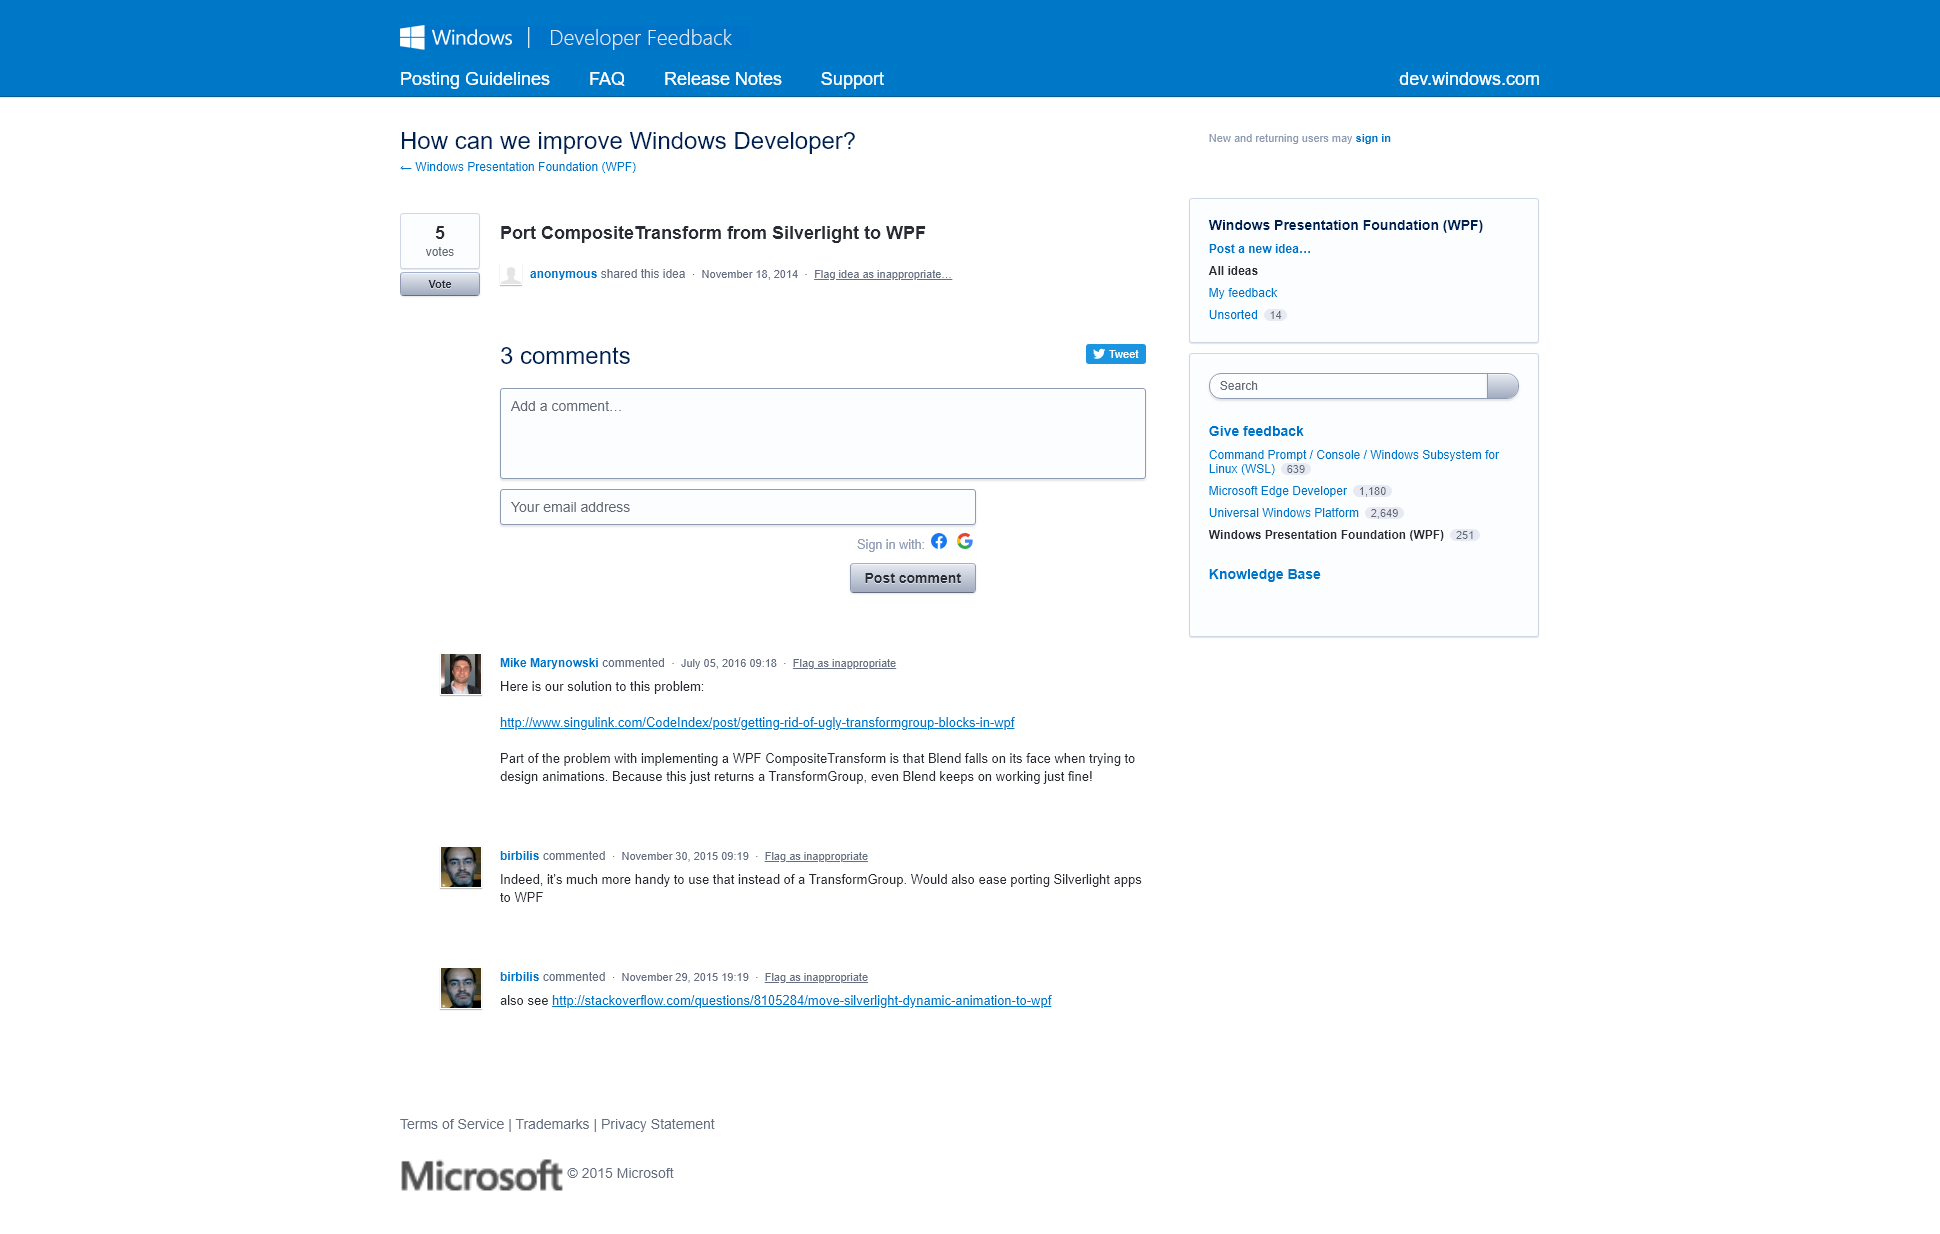 Windows | Developer Feedback
Posting Guidelines FAQ Release Notes Support dev.windows.com
How can we improve Windows Developer?
← Windows Presentation Foundation (WPF)
New and returning users may sign in
5
votes
Vote
Port CompositeTransform from Silverlight to WPF
anonymous shared this idea · November 18, 2014 · Flag idea as inappropriate…
3 comments
Tweet
Add a comment…
Your email address
Sign in with:
Post comment
Mike Marynowski commented · July 05, 2016 09:18 · Flag as inappropriate
Here is our solution to this problem:
http://www.singulink.com/CodeIndex/post/getting-rid-of-ugly-transformgroup-blocks-in-wpf
Part of the problem with implementing a WPF CompositeTransform is that Blend falls on its face when trying to
design animations. Because this just returns a TransformGroup, even Blend keeps on working just fine!
birbilis commented · November 30, 2015 09:19 · Flag as inappropriate
Indeed, it's much more handy to use that instead of a TransformGroup. Would also ease porting Silverlight apps
to WPF
birbilis commented · November 29, 2015 19:19 · Flag as inappropriate
also see http://stackoverflow.com/questions/8105284/move-silverlight-dynamic-animation-to-wpf
Windows Presentation Foundation (WPF)
Post a new idea…
All ideas
My feedback
Unsorted 14
Search
Give feedback
Command Prompt / Console / Windows Subsystem for
Linux (WSL) 639
Microsoft Edge Developer 1,180
Universal Windows Platform 2,649
Windows Presentation Foundation (WPF) 251
Knowledge Base
Terms of Service | Trademarks | Privacy Statement
Microsoft © 2015 Microsoft